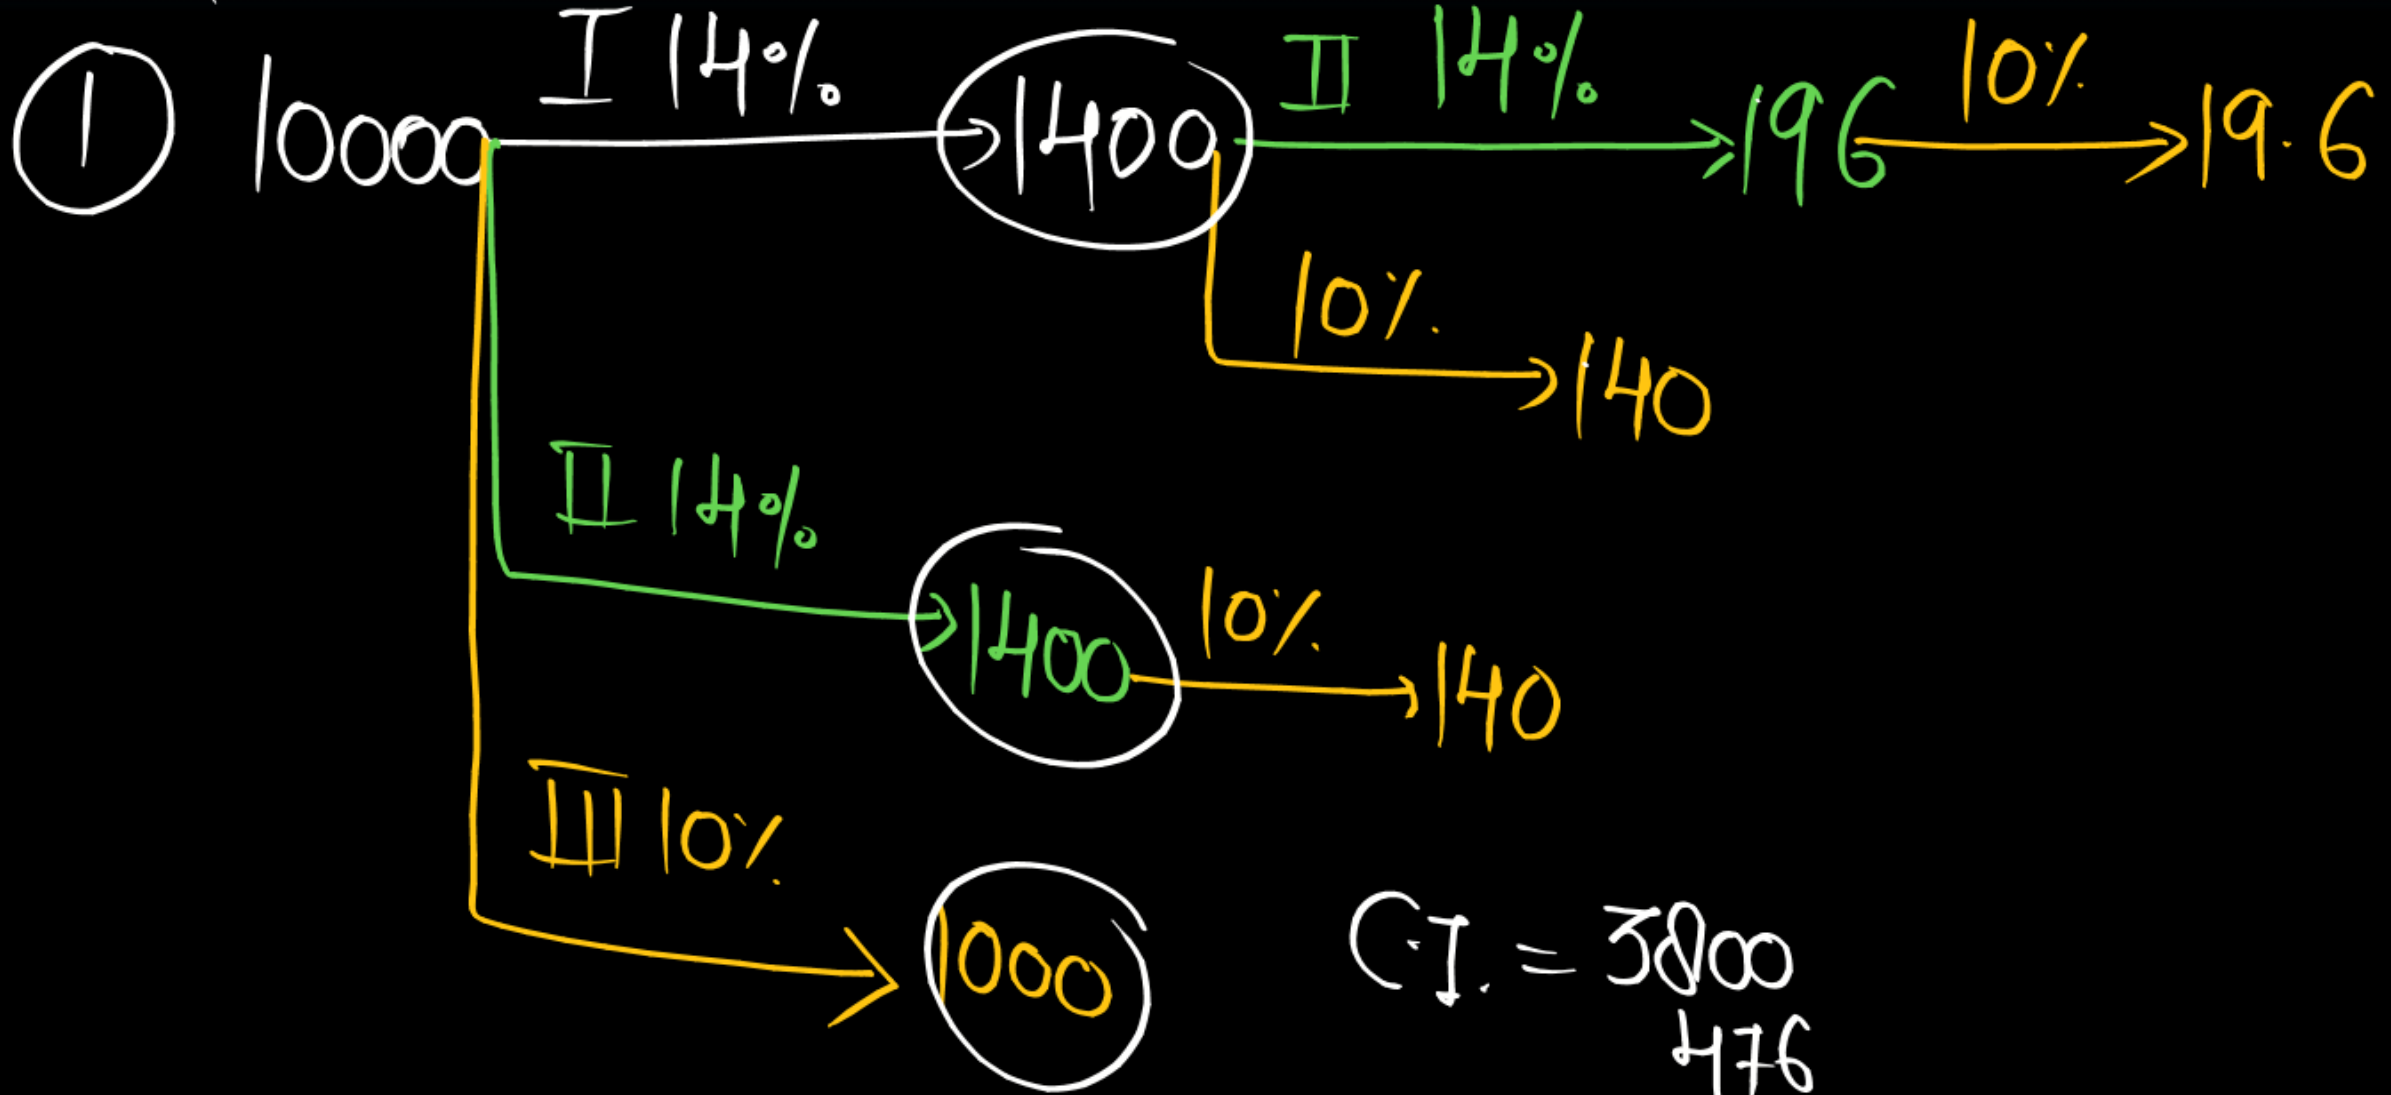 ① 10000 I 14% → 1400 II 14% → 196 10% → 19.6
10% → 140
II 14% → 1400 10% → 140
III 10% → 1000
C.I. = 3800
476